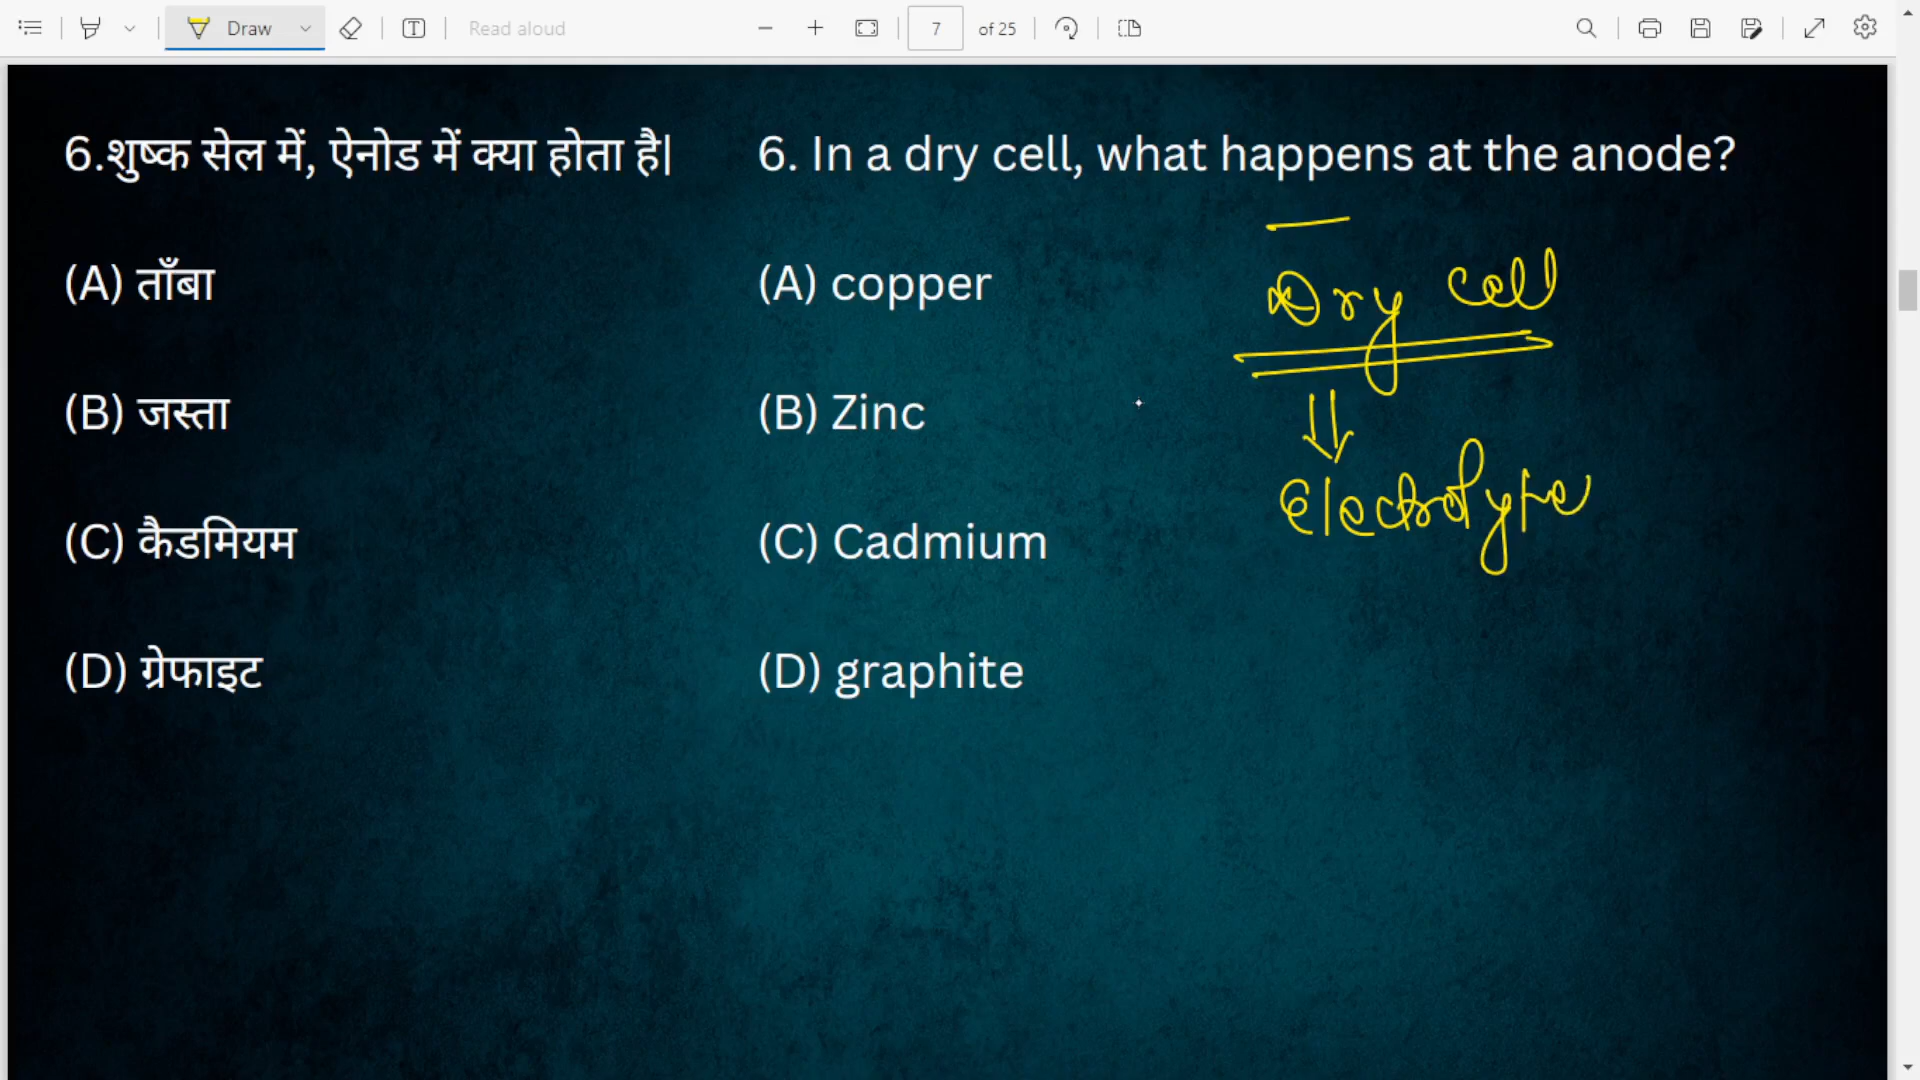 Draw
Read aloud
7 of 25
6.शुष्क सेल में, ऐनोड में क्या होता है|
(A) ताँबा
(B) जस्ता
(C) कैडमियम
(D) ग्रेफाइट
6. In a dry cell, what happens at the anode?
(A) copper
(B) Zinc
(C) Cadmium
(D) graphite
Dry cell
Electrolyte